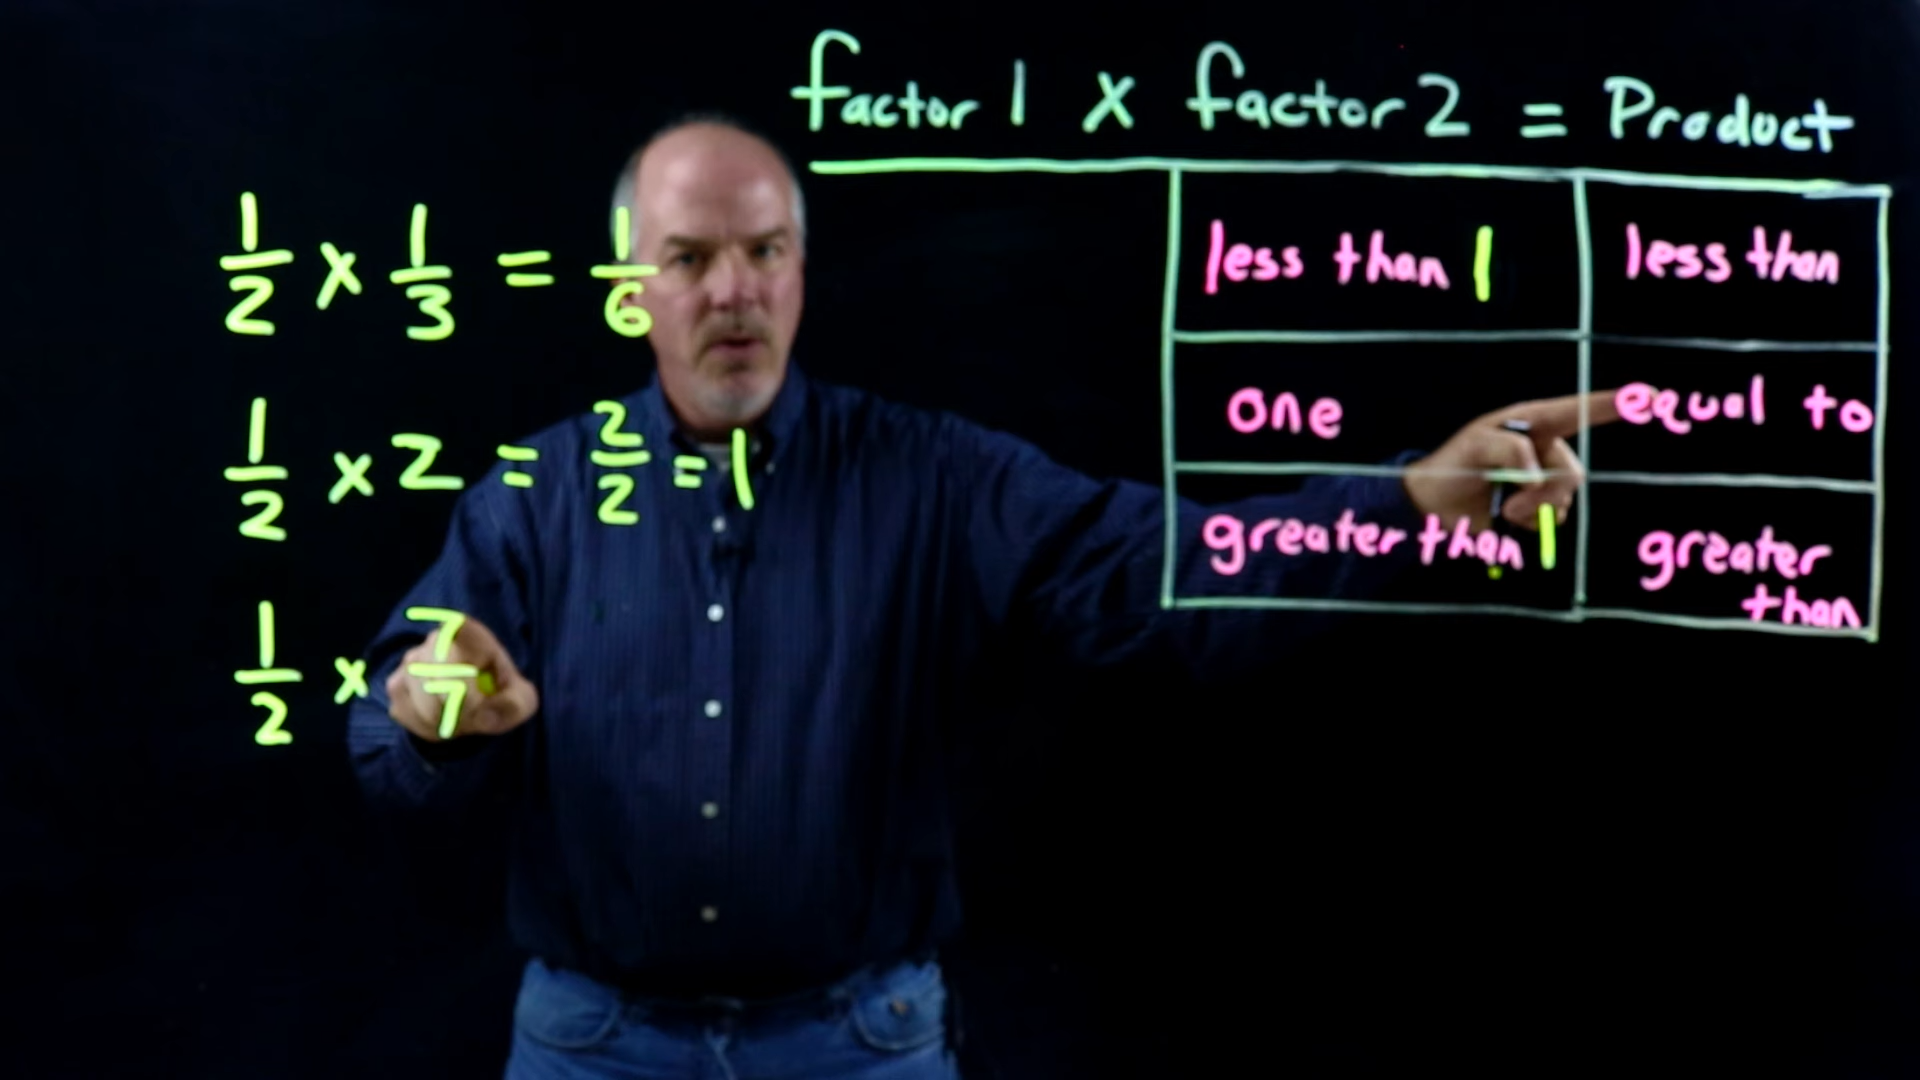 factor 1 x factor 2 = Product
less than 1 less than
one equal to
greater than 1 greater than
1/2 x 1/3 = 1/6
1/2 x 2 = 2/2 = 1
1/2 x 7/7